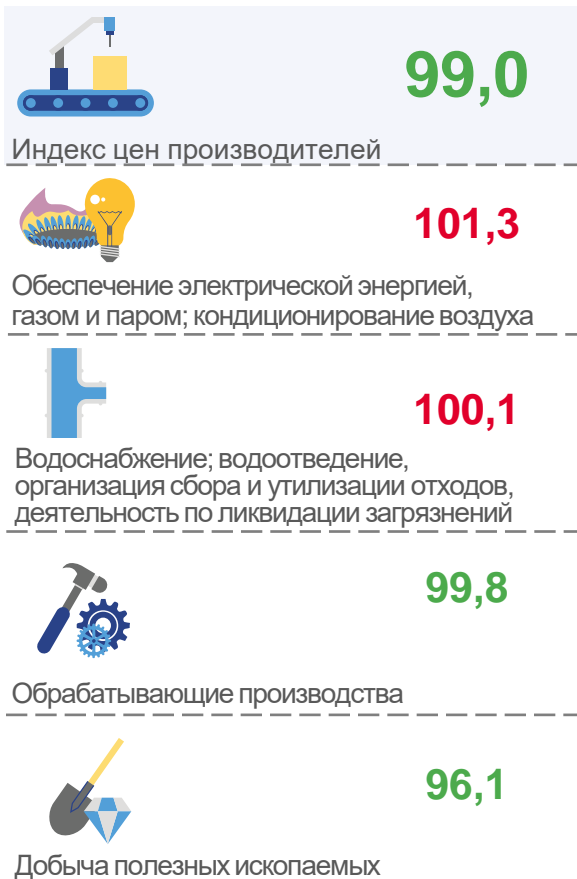 99,0
Индекс цен производителей
101,3
Обеспечение электрической энергией,
газом и паром; кондиционирование воздуха
100,1
Водоснабжение; водоотведение,
организация сбора и утилизации отходов,
деятельность по ликвидации загрязнений
99,8
Обрабатывающие производства
96,1
Добыча полезных ископаемых